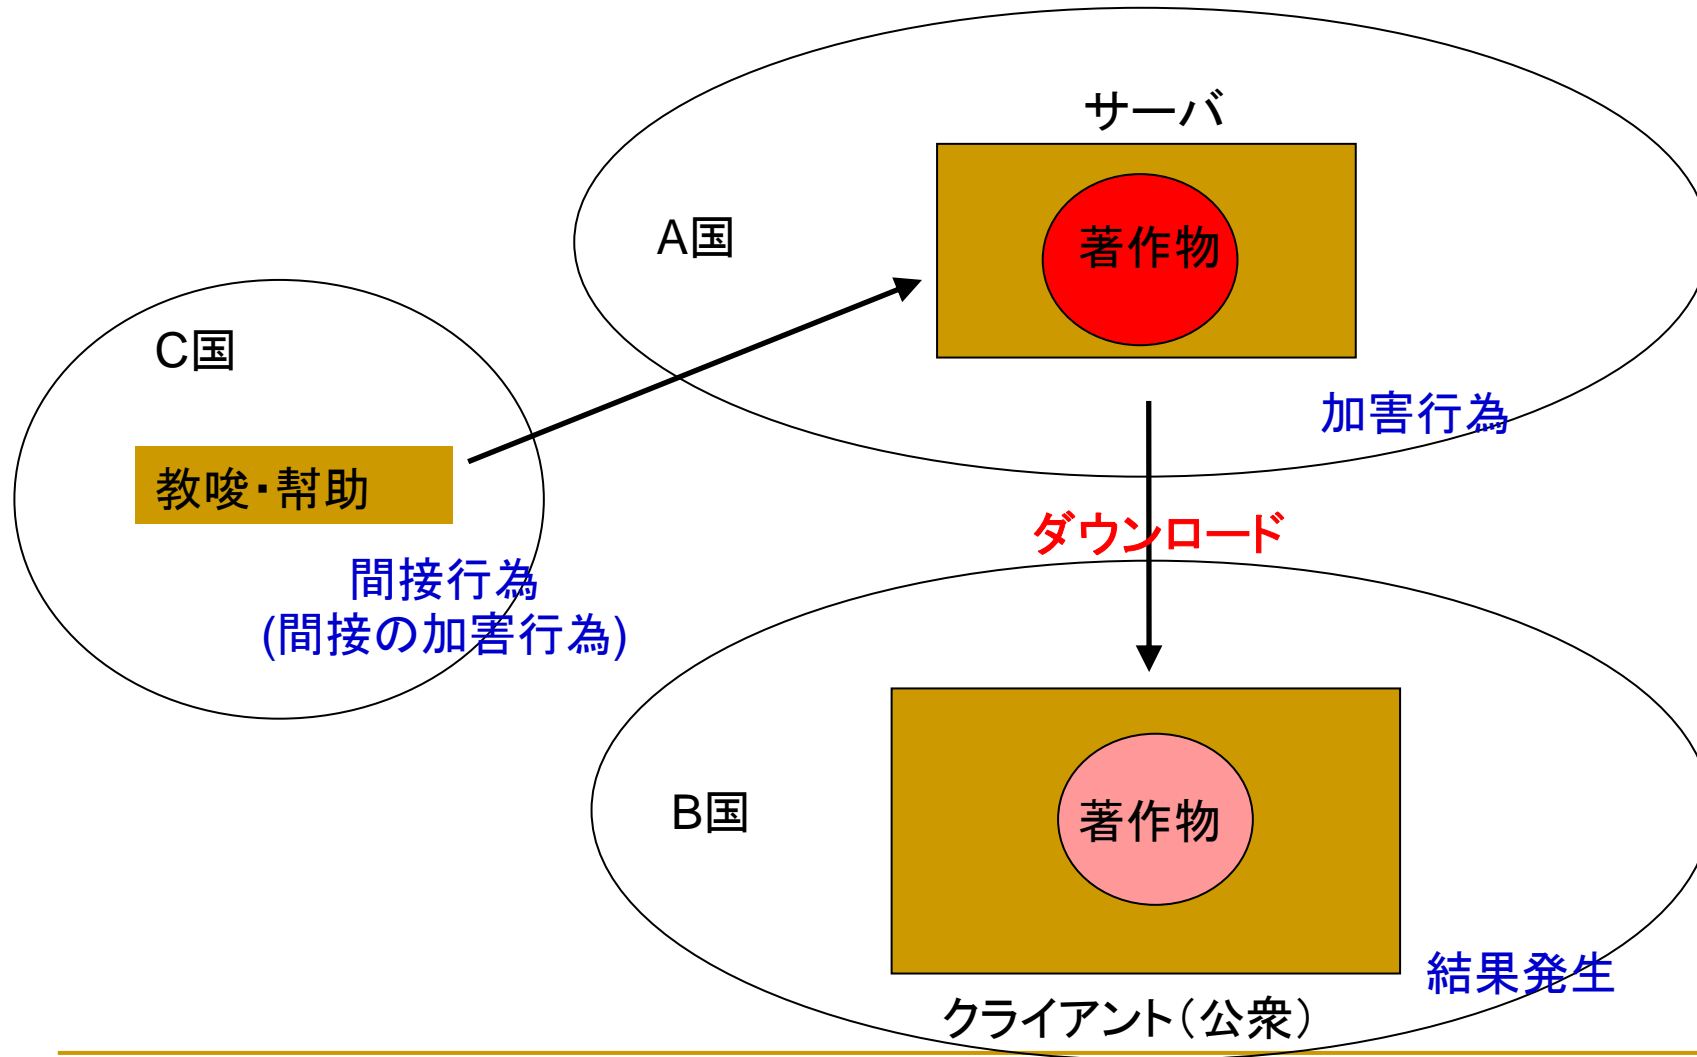 サーバ
A国
著作物
C国
加害行為
教唆・幇助
ダウンロード
間接行為
(間接の加害行為)
B国
著作物
結果発生
クライアント(公衆)